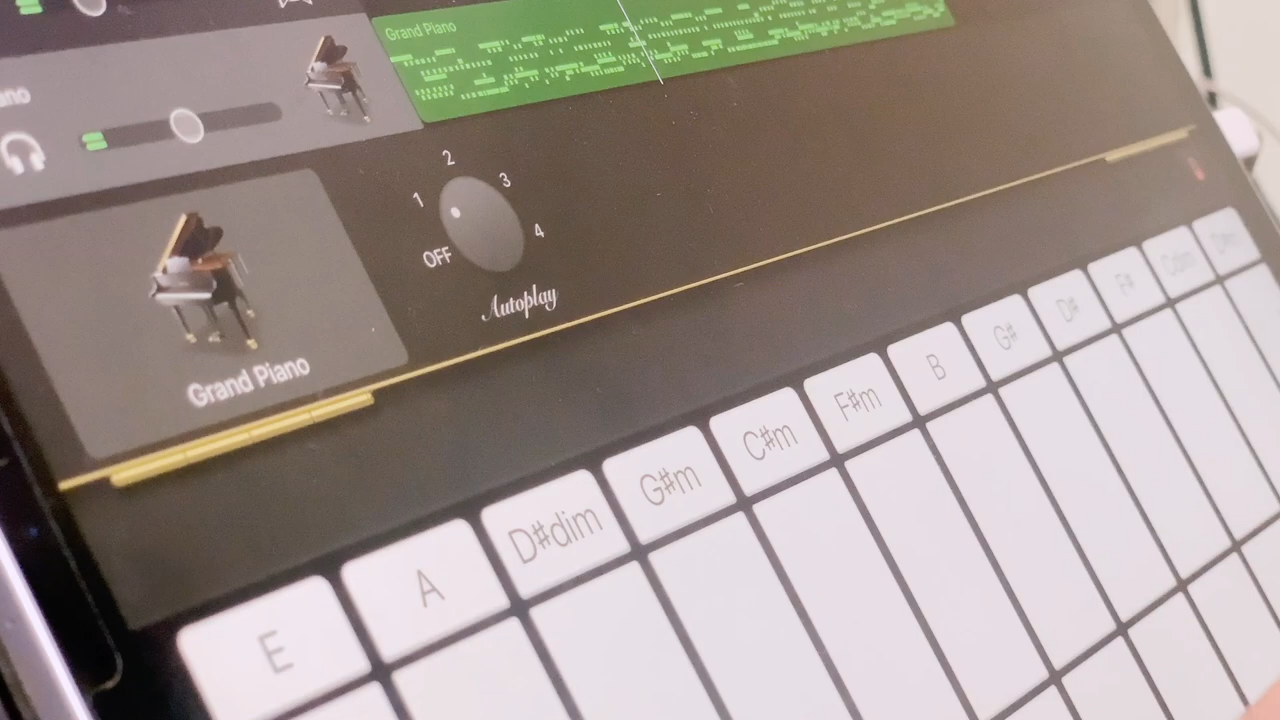 Grand Piano
ano
2
1
3
OFF
4
Autoplay
Grand Piano
E
A
D#dim
G#m
C#m
F#m
B
G#
D#
F#